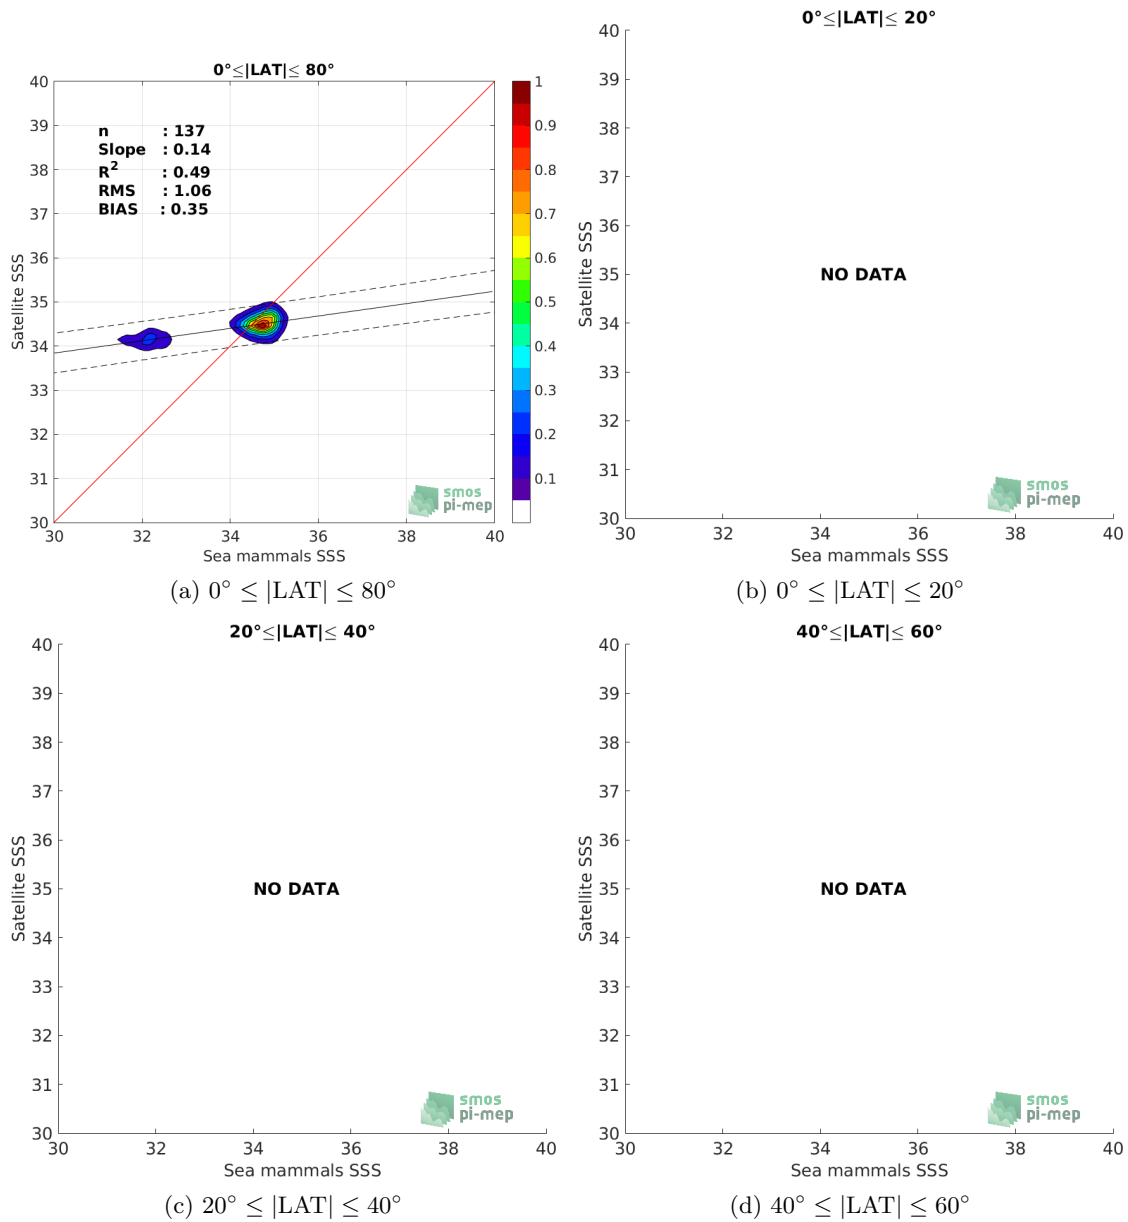 0°≤|LAT|≤ 80°
n : 137
Slope : 0.14
R² : 0.49
RMS : 1.06
BIAS : 0.35
40
39
38
37
36
35
34
33
32
31
30
Satellite SSS
30 32 34 36 38 40
Sea mammals SSS
1
0.9
0.8
0.7
0.6
0.5
0.4
0.3
0.2
0.1
smos
pi-mep
(a) 0° ≤ |LAT| ≤ 80°
0°≤|LAT|≤ 20°
40
39
38
37
36
35
34
33
32
31
30
Satellite SSS
NO DATA
smos
pi-mep
30 32 34 36 38 40
Sea mammals SSS
(b) 0° ≤ |LAT| ≤ 20°
20°≤|LAT|≤ 40°
40
39
38
37
36
35
34
33
32
31
30
Satellite SSS
NO DATA
smos
pi-mep
30 32 34 36 38 40
Sea mammals SSS
(c) 20° ≤ |LAT| ≤ 40°
40°≤|LAT|≤ 60°
40
39
38
37
36
35
34
33
32
31
30
Satellite SSS
NO DATA
smos
pi-mep
30 32 34 36 38 40
Sea mammals SSS
(d) 40° ≤ |LAT| ≤ 60°